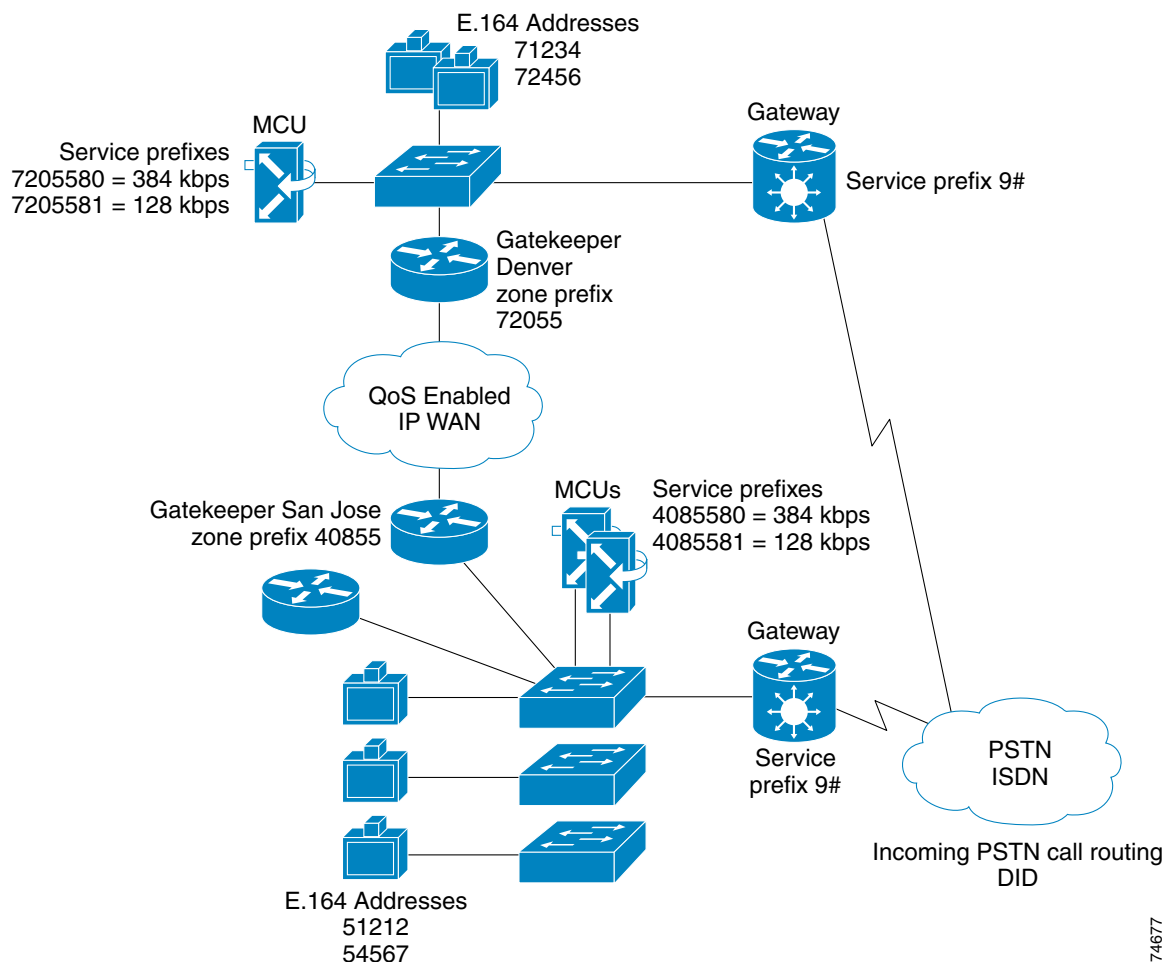 E.164 Addresses
71234
72456
MCU
Service prefixes
7205580 = 384 kbps
7205581 = 128 kbps
Gateway
Service prefix 9#
Gatekeeper
Denver
zone prefix
72055
QoS Enabled
IP WAN
Gatekeeper San Jose
zone prefix 40855
MCUs
Service prefixes
4085580 = 384 kbps
4085581 = 128 kbps
Gateway
Service
prefix 9#
PSTN
ISDN
Incoming PSTN call routing
DID
E.164 Addresses
51212
54567
74677